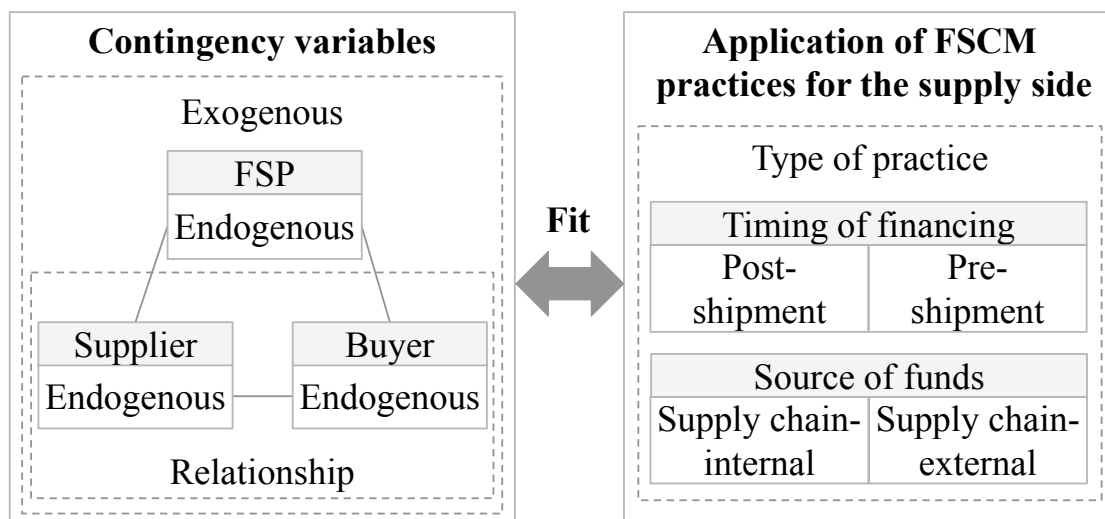 Contingency variables
Exogenous
FSP
Endogenous
Supplier
Endogenous
Buyer
Endogenous
Relationship
Fit
Application of FSCM
practices for the supply side
Type of practice
Timing of financing
Post-
shipment
Pre-
shipment
Source of funds
Supply chain-
internal
Supply chain-
external